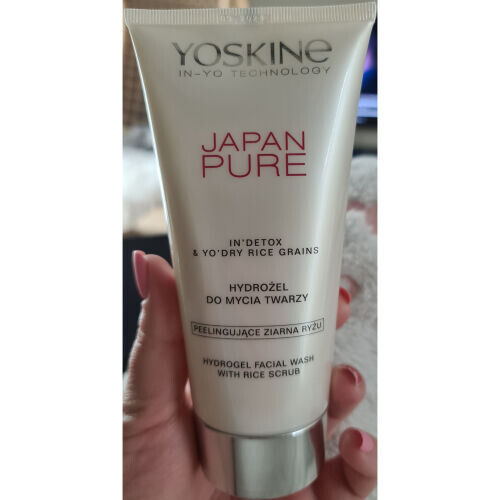 YOSKINE
IN-YO TECHNOLOGY
JAPAN
PURE
IN'DETOX
& YO'DRY RICE GRAINS
HYDROŻEL
DO MYCIA TWARZY
PEELINGUJĄCE ZIARNA RYŻU
HYDROGEL FACIAL WASH
WITH RICE SCRUB